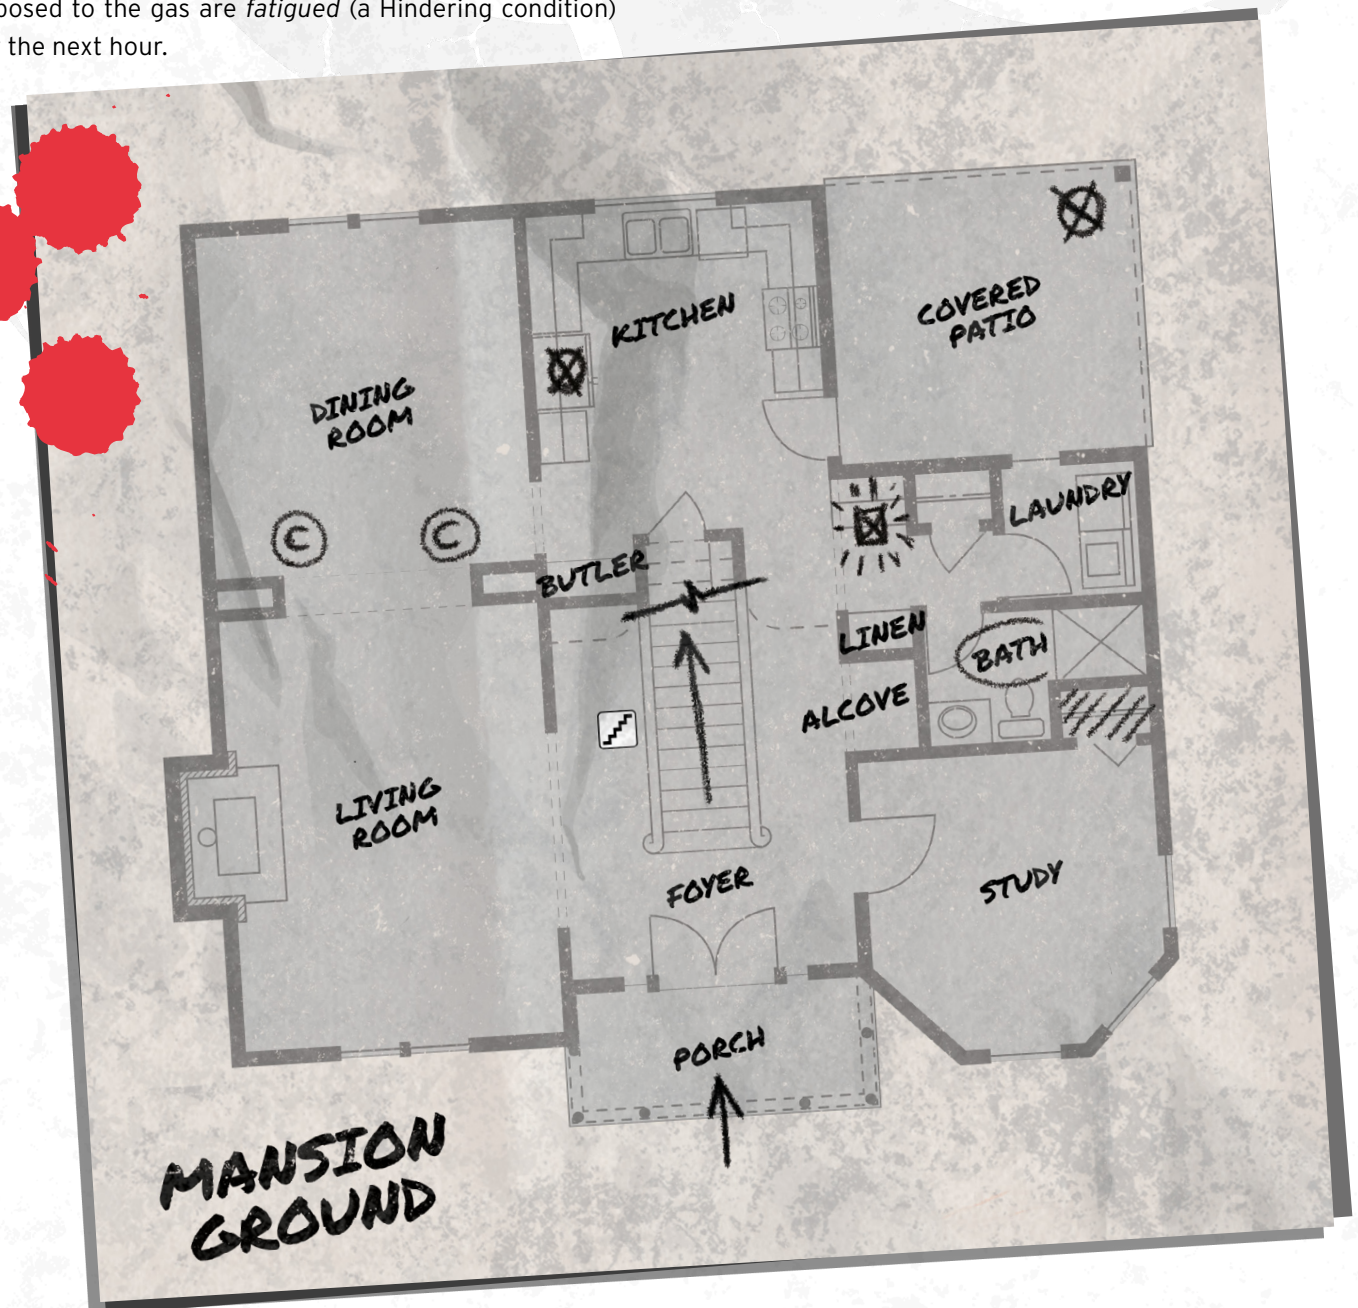 posed to the gas are fatigued (a Hindering condition)
the next hour.
KITCHEN
COVERED
PATIO
DINING
ROOM
LAUNDRY
C
C
BUTLER
LINEN
BATH
ALCOVE
LIVING
ROOM
FOYER
STUDY
PORCH
MANSION
GROUND